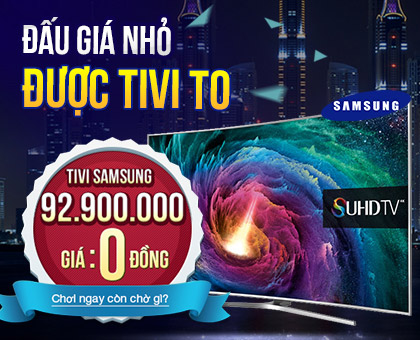 ĐẤU GIÁ NHỎ
ĐƯỢC TIVI TO
SAMSUNG
TIVI SAMSUNG
92.900.000
GIÁ : 0 ĐỒNG
Chơi ngay còn chờ gì?
SUHDTV™